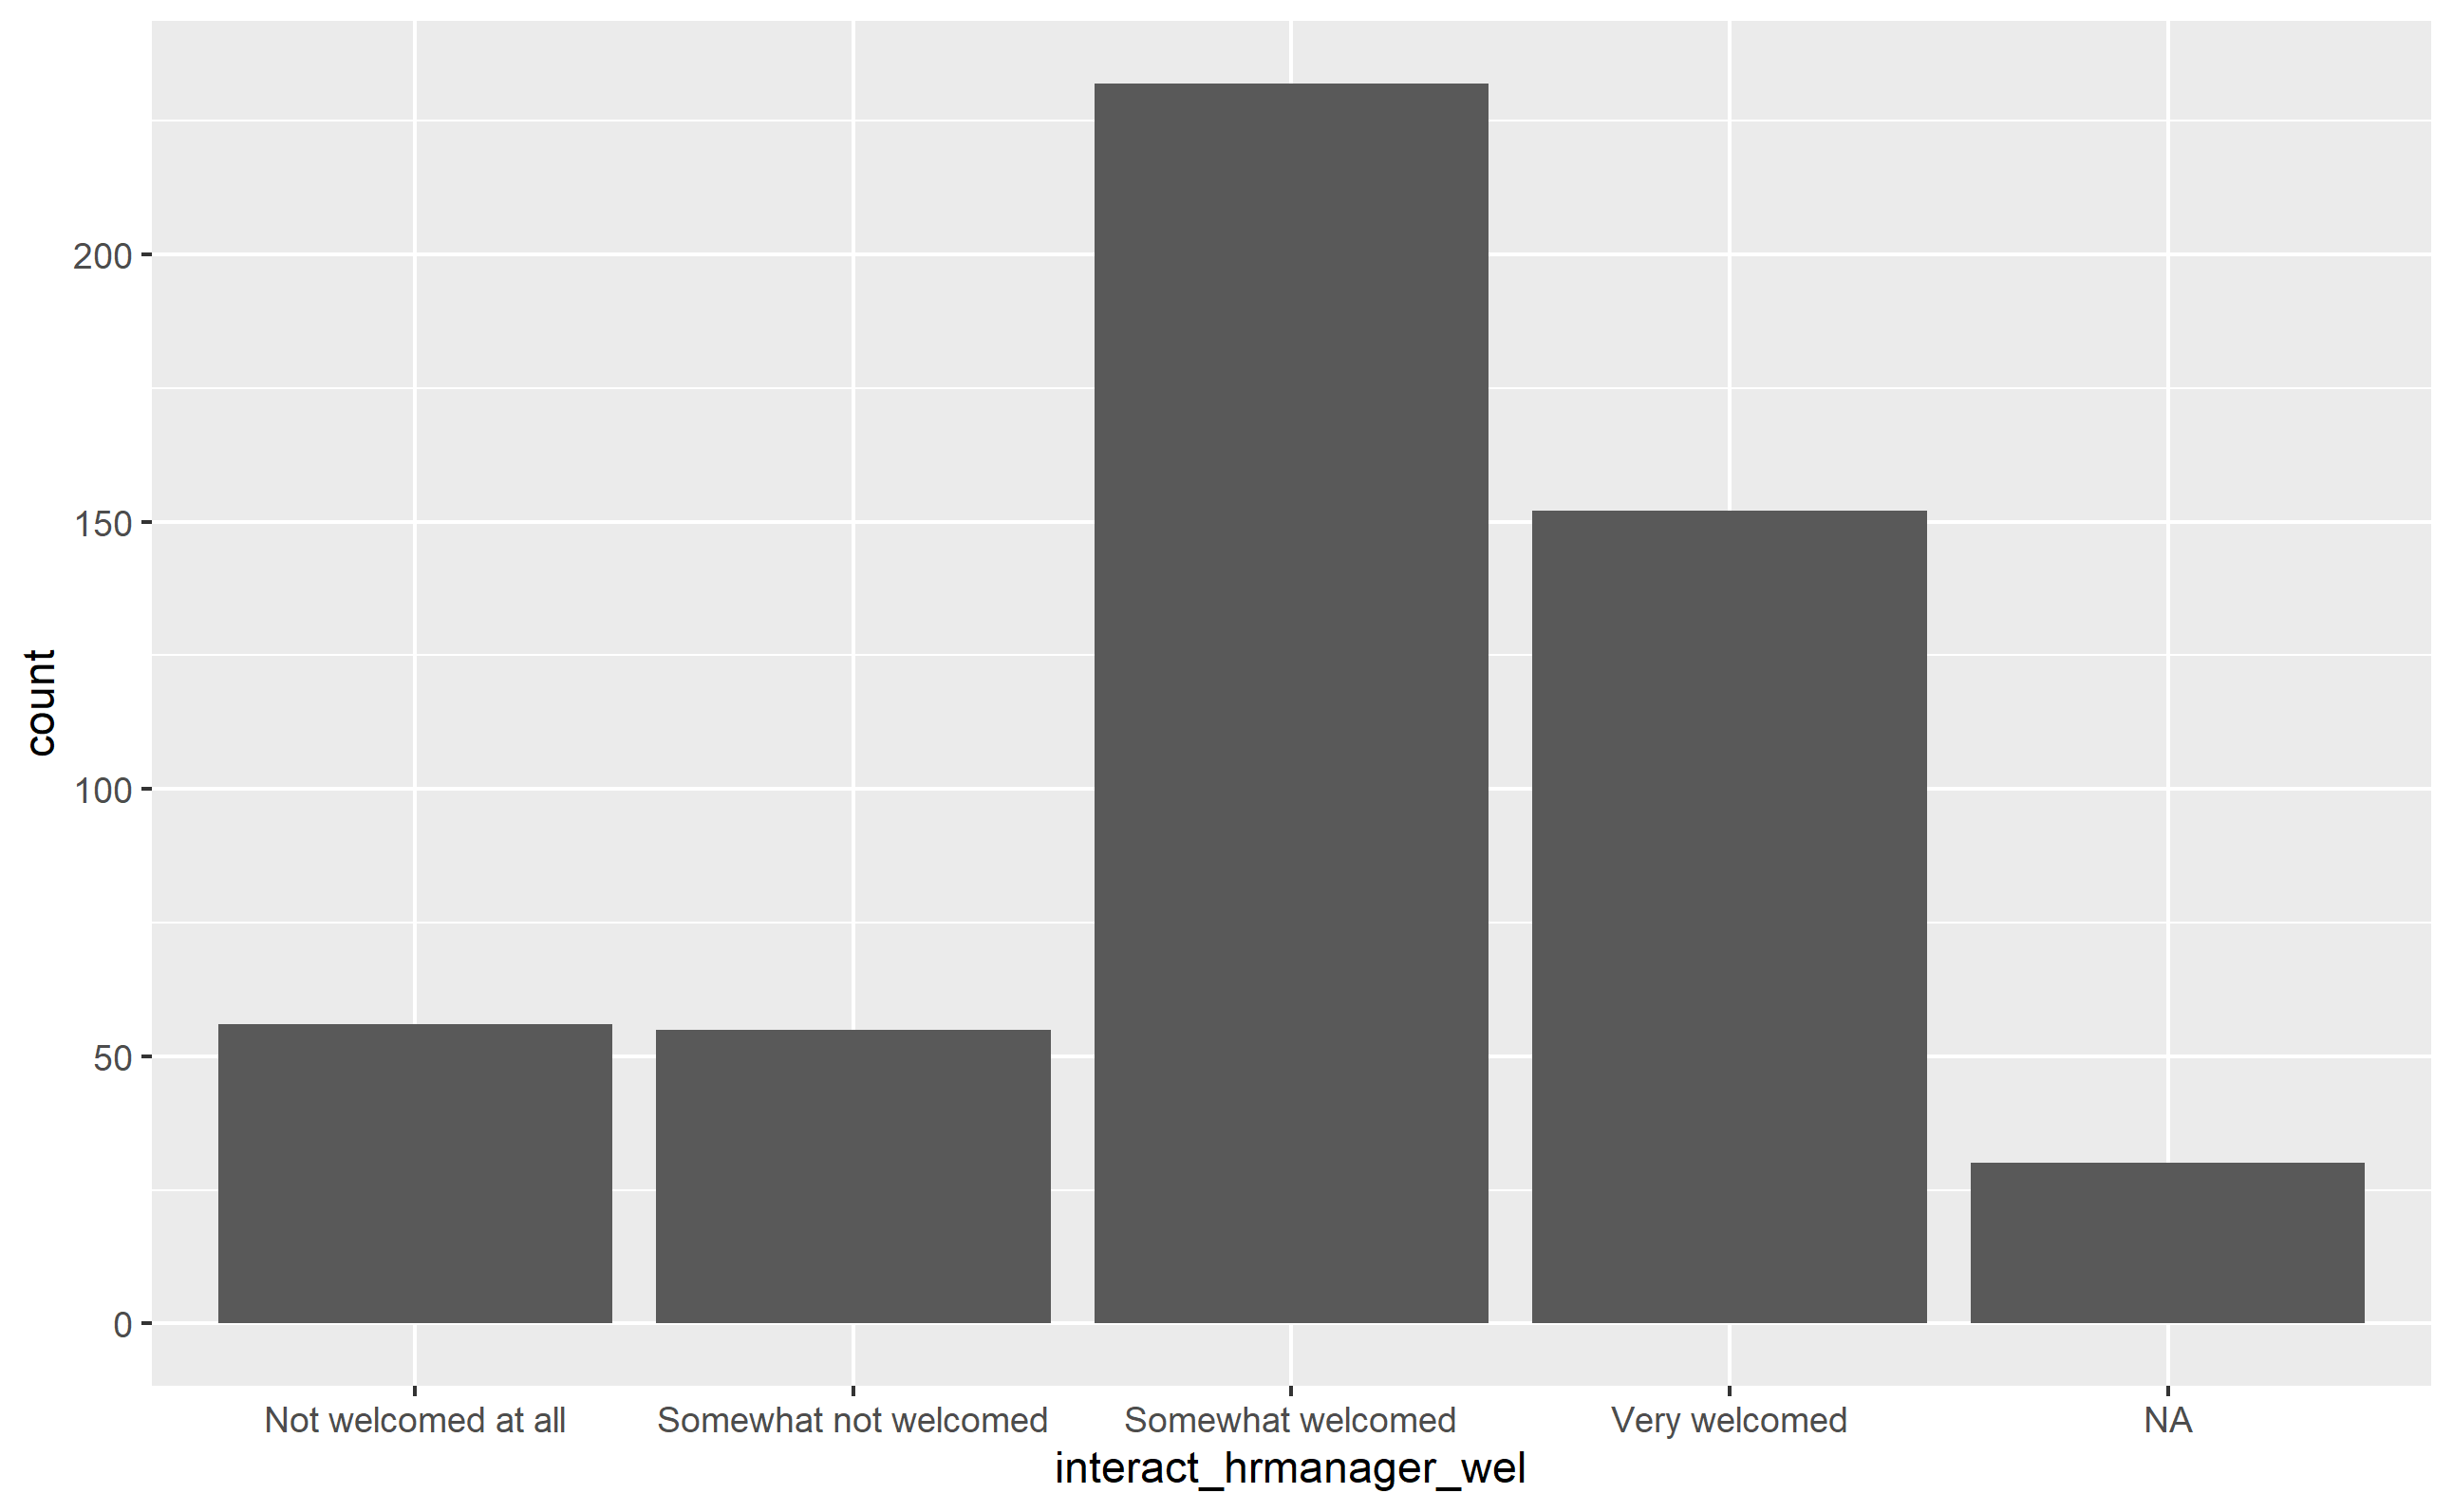 count
200
150
100
50
0
Not welcomed at all
Somewhat not welcomed
Somewhat welcomed
Very welcomed
NA
interact_hrmanager_wel